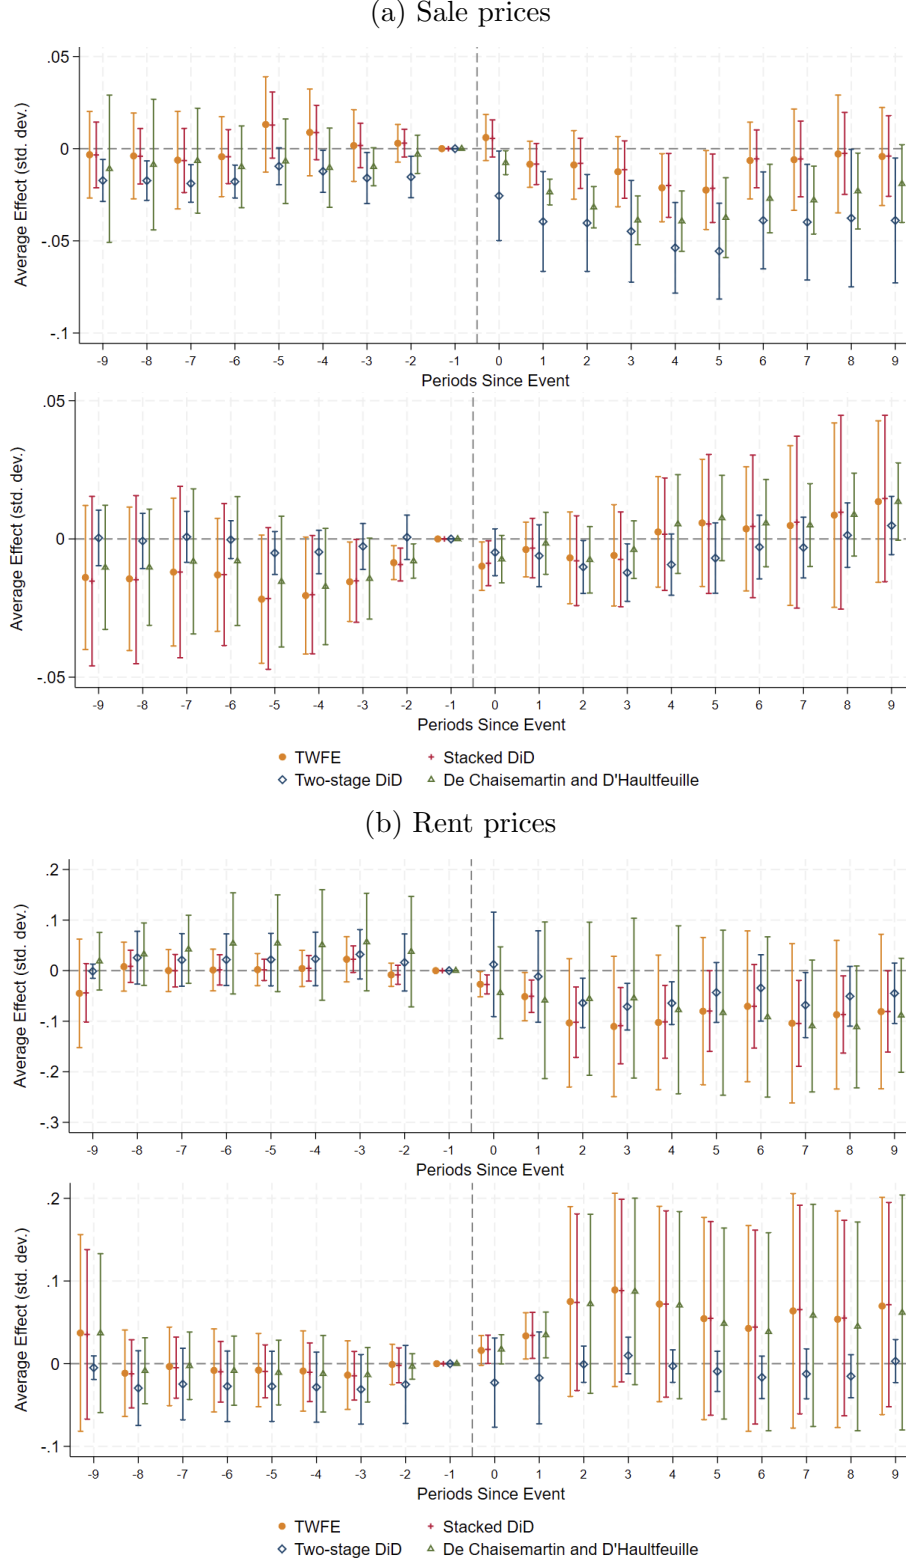 (a) Sale prices
.05
0
-.05
-.1
Average Effect (std. dev.)
-9 -8 -7 -6 -5 -4 -3 -2 -1 0 1 2 3 4 5 6 7 8 9
Periods Since Event
.05
0
-.05
Average Effect (std. dev.)
-9 -8 -7 -6 -5 -4 -3 -2 -1 0 1 2 3 4 5 6 7 8 9
Periods Since Event
TWFE Stacked DiD
Two-stage DiD De Chaisemartin and D'Haultfeuille
(b) Rent prices
.2
.1
0
-.1
-.2
-.3
Average Effect (std. dev.)
-9 -8 -7 -6 -5 -4 -3 -2 -1 0 1 2 3 4 5 6 7 8 9
Periods Since Event
.2
.1
0
-.1
Average Effect (std. dev.)
-9 -8 -7 -6 -5 -4 -3 -2 -1 0 1 2 3 4 5 6 7 8 9
Periods Since Event
TWFE Stacked DiD
Two-stage DiD De Chaisemartin and D'Haultfeuille